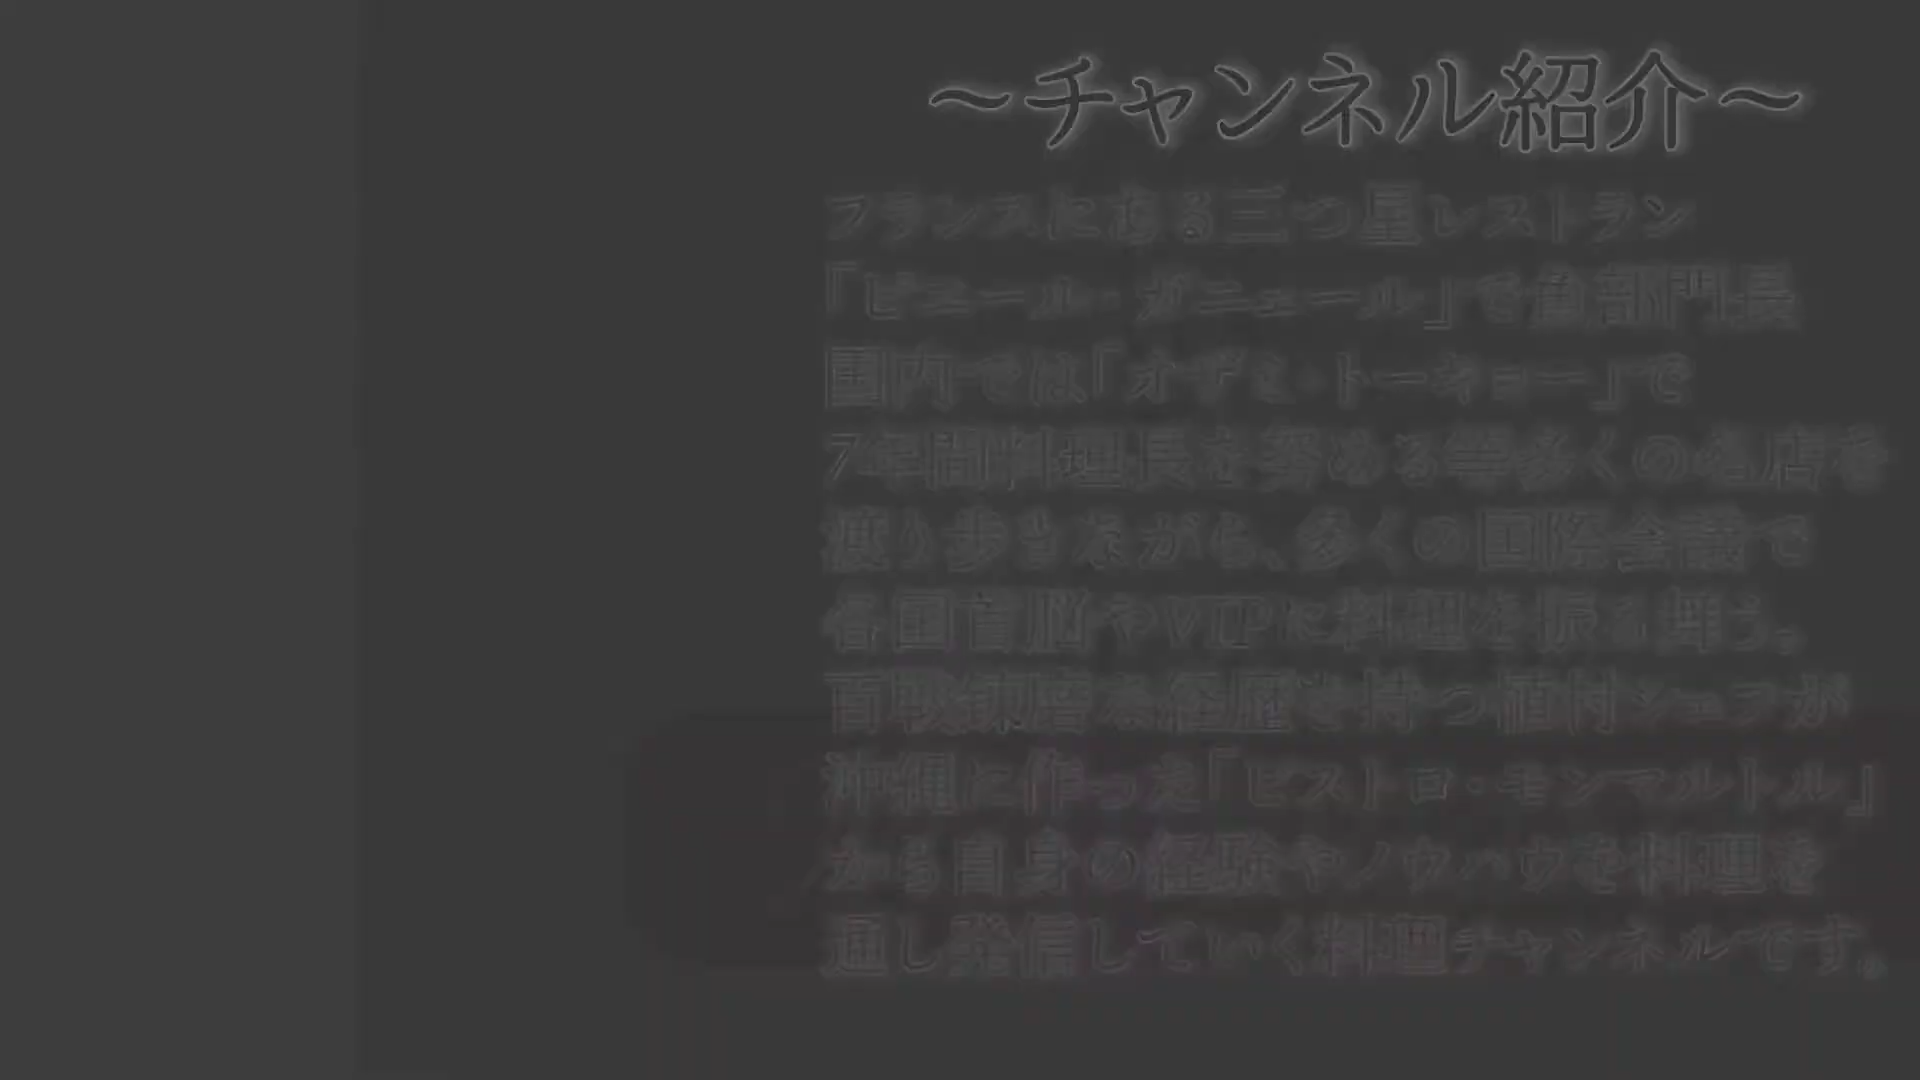 ～チャンネル紹介～
フランスにある三つ星レストラン
「ピエール・ガニェール」で魚部門長
国内では「オザミ・トーキョー」で
7年間料理長を努める等多くの名店を
渡り歩きながら、多くの国際会議で
各国首脳やVIPに料理を振る舞う。
百戦錬磨な経歴を持つ植村シェフが
沖縄に作った「ビストロ・モンマルトル」
から自身の経験やノウハウを料理を
通し発信していく料理チャンネルです。